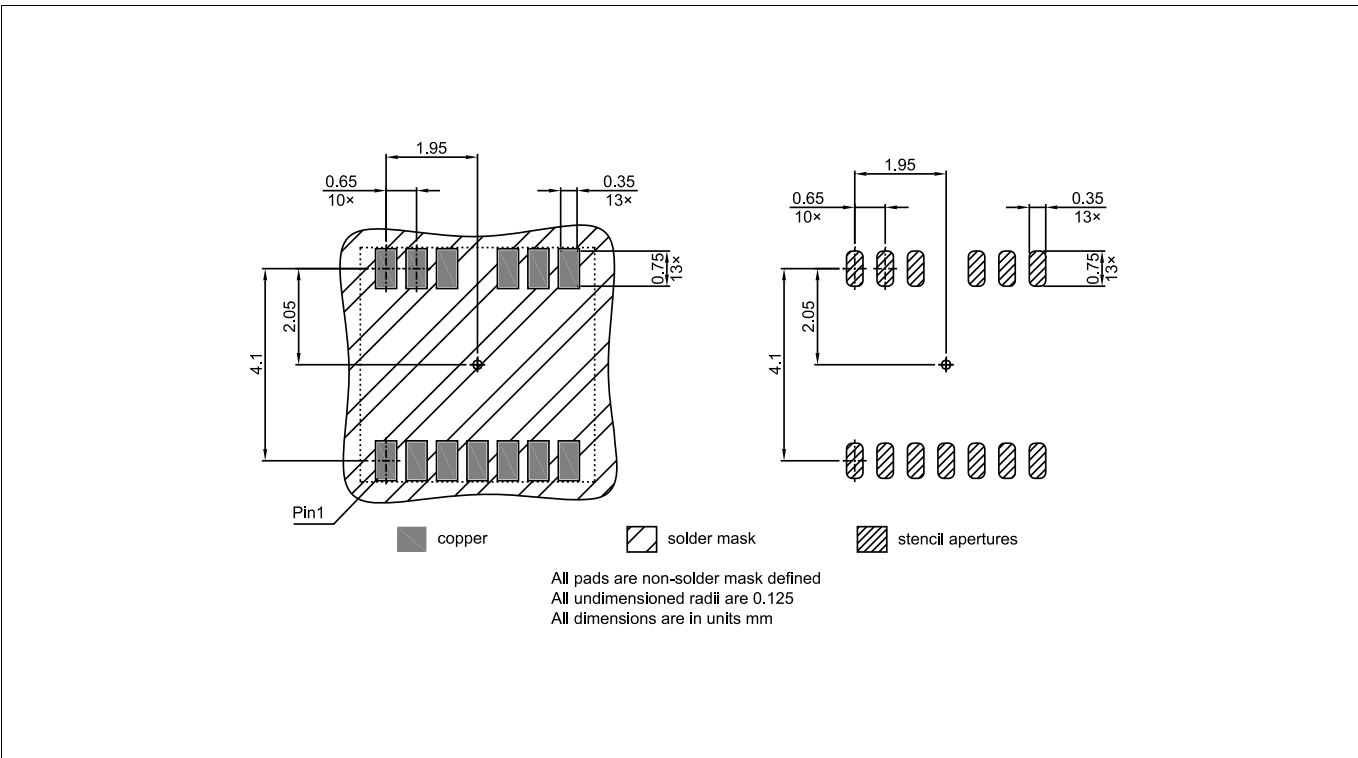 1.95
0.65
10×
0.35
13×
0.75
13×
2.05
4.1
Pin1
1.95
0.65
10×
0.35
13×
0.75
13×
2.05
4.1
copper
solder mask
stencil apertures
All pads are non-solder mask defined
All undimensioned radii are 0.125
All dimensions are in units mm